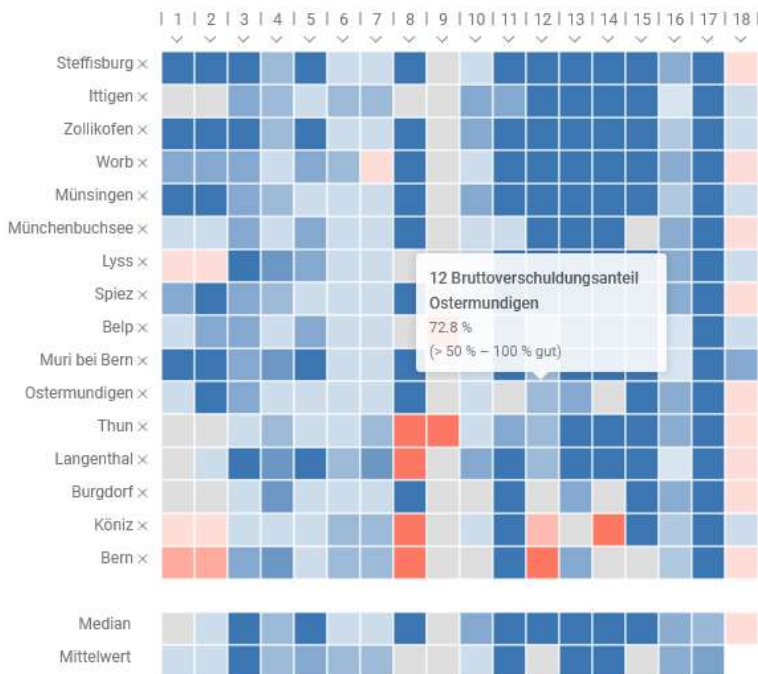 1 2 3 4 5 6 7 8 9 10 11 12 13 14 15 16 17 18
Steffisburg ×
Ittigen ×
Zollikofen ×
Worb ×
Münsingen ×
Münchenbuchsee ×
Lyss ×
Spiez ×
Belp ×
Muri bei Bern ×
Ostermundigen ×
Thun ×
Langenthal ×
Burgdorf ×
Köniz ×
Bern ×
12 Bruttoverschuldungsanteil
Ostermundigen
72.8 %
(> 50 % – 100 % gut)
Median
Mittelwert